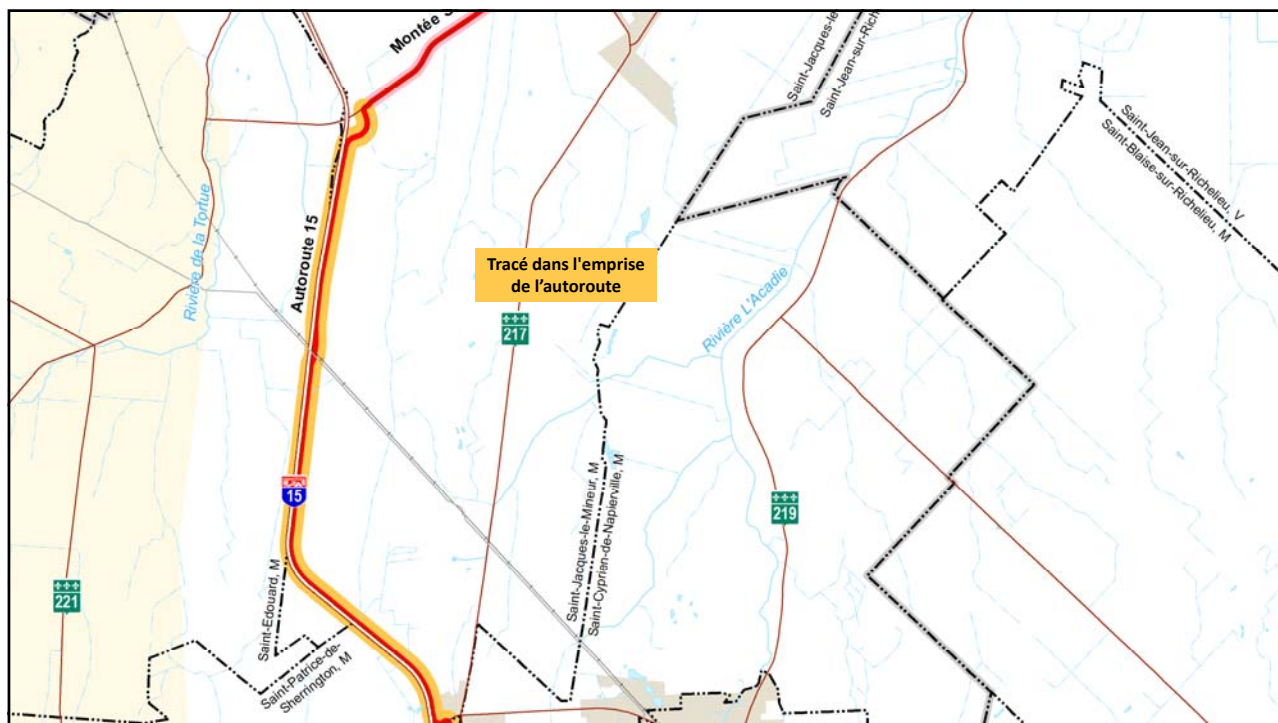 Montée S
Saint-Jacques-le
Saint-Jean-sur-Rich
Saint-Jean-sur-Richelieu, V
Saint-Blaise-sur-Richelieu, M
Rivière de la Tortue
Autoroute 15
Tracé dans l'emprise
de l'autoroute
217
Rivière L'Acadie
15
219
Saint-Jacques-le-Mineur, M
Saint-Cyprien-de-Napierville, M
221
Saint-Edouard, M
Saint-Patrice-de-
Sherrington, M